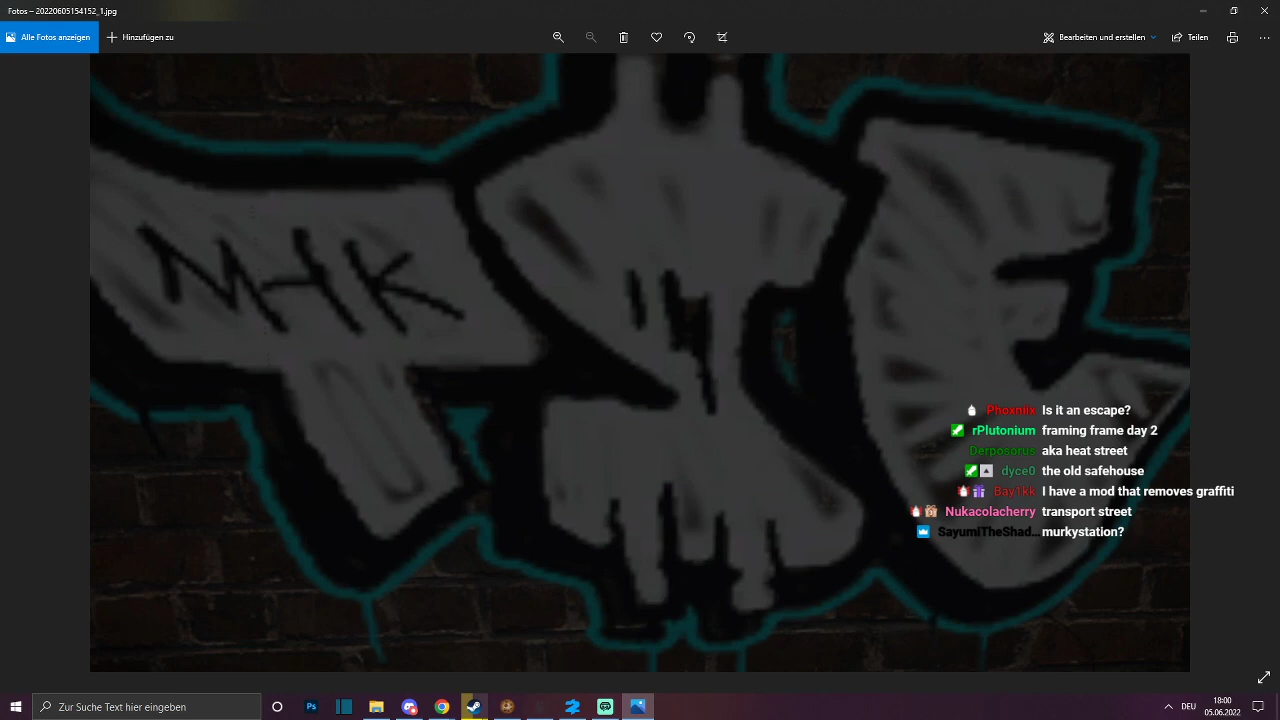 Fotos – 20220605154152_1.jpg
Alle Fotos anzeigen
Hinzufügen zu
Bearbeiten und erstellen
Teilen
MHK
Phoxniix Is it an escape?
rPlutonium framing frame day 2
Derposorus aka heat street
dyce0 the old safehouse
Bay1kk I have a mod that removes graffiti
Nukacolacherry transport street
SayumiTheShad... murkystation?
Zur Suche Text hier eingeben
Ps
DEU
18:00
05.06.2022